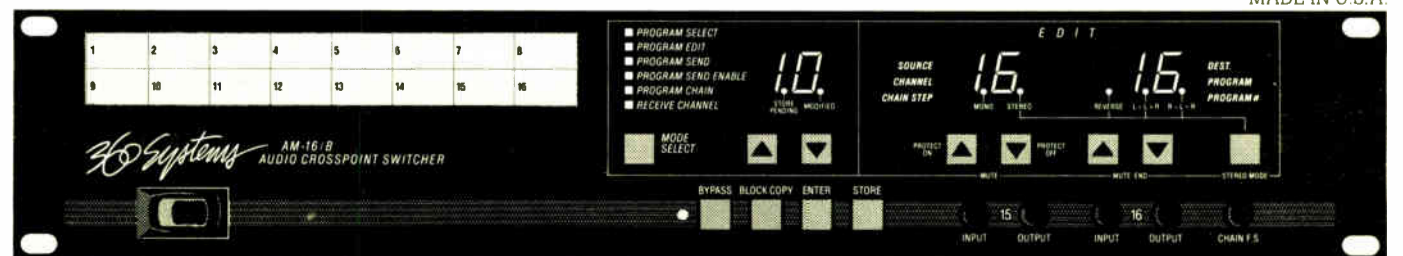 MADE IN U.S.A.
1 2 3 4 5 6 7 8
9 10 11 12 13 14 15 16
PROGRAM SELECT
PROGRAM EDIT
PROGRAM SEND
PROGRAM SEND ENABLE
PROGRAM CHAIN
RECEIVE CHANNEL
1.0.
STORE PENDING MODIFIED
MODE SELECT
EDIT
SOURCE
CHANNEL
CHAIN STEP
1.6.
MONO STEREO
1.6.
REVERSE L-L+R R-L+R
DEST.
PROGRAM
PROGRAM#
PROTECT ON
PROTECT OFF
MUTE
MUTE END
STEREO MODE
360 Systems
AM-16/B
AUDIO CROSSPOINT SWITCHER
BYPASS BLOCK COPY ENTER STORE
15 16
INPUT OUTPUT INPUT OUTPUT CHAIN F.S.